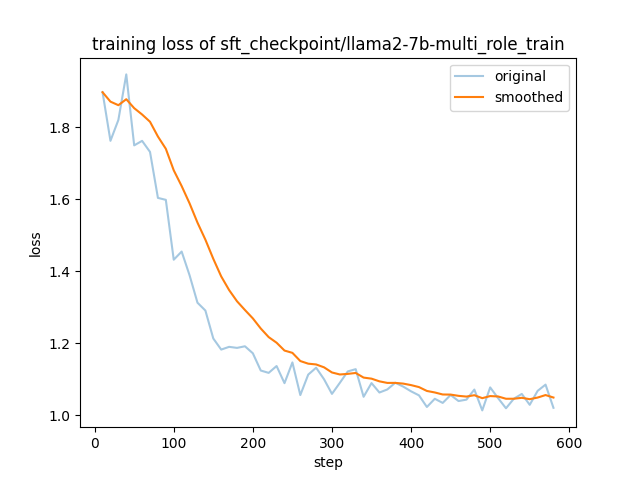 training loss of sft_checkpoint/llama2-7b-multi_role_train
original
smoothed
1.8
1.6
1.4
1.2
1.0
loss
0
100
200
300
400
500
600
step